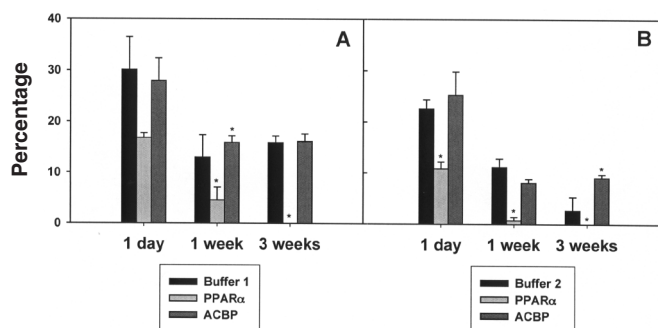 A
B
Percentage
40
30
20
10
0
*
*
*
*
*
*
*
*
1 day
1 week
3 weeks
1 day
1 week
3 weeks
Buffer 1
PPARα
ACBP
Buffer 2
PPARα
ACBP